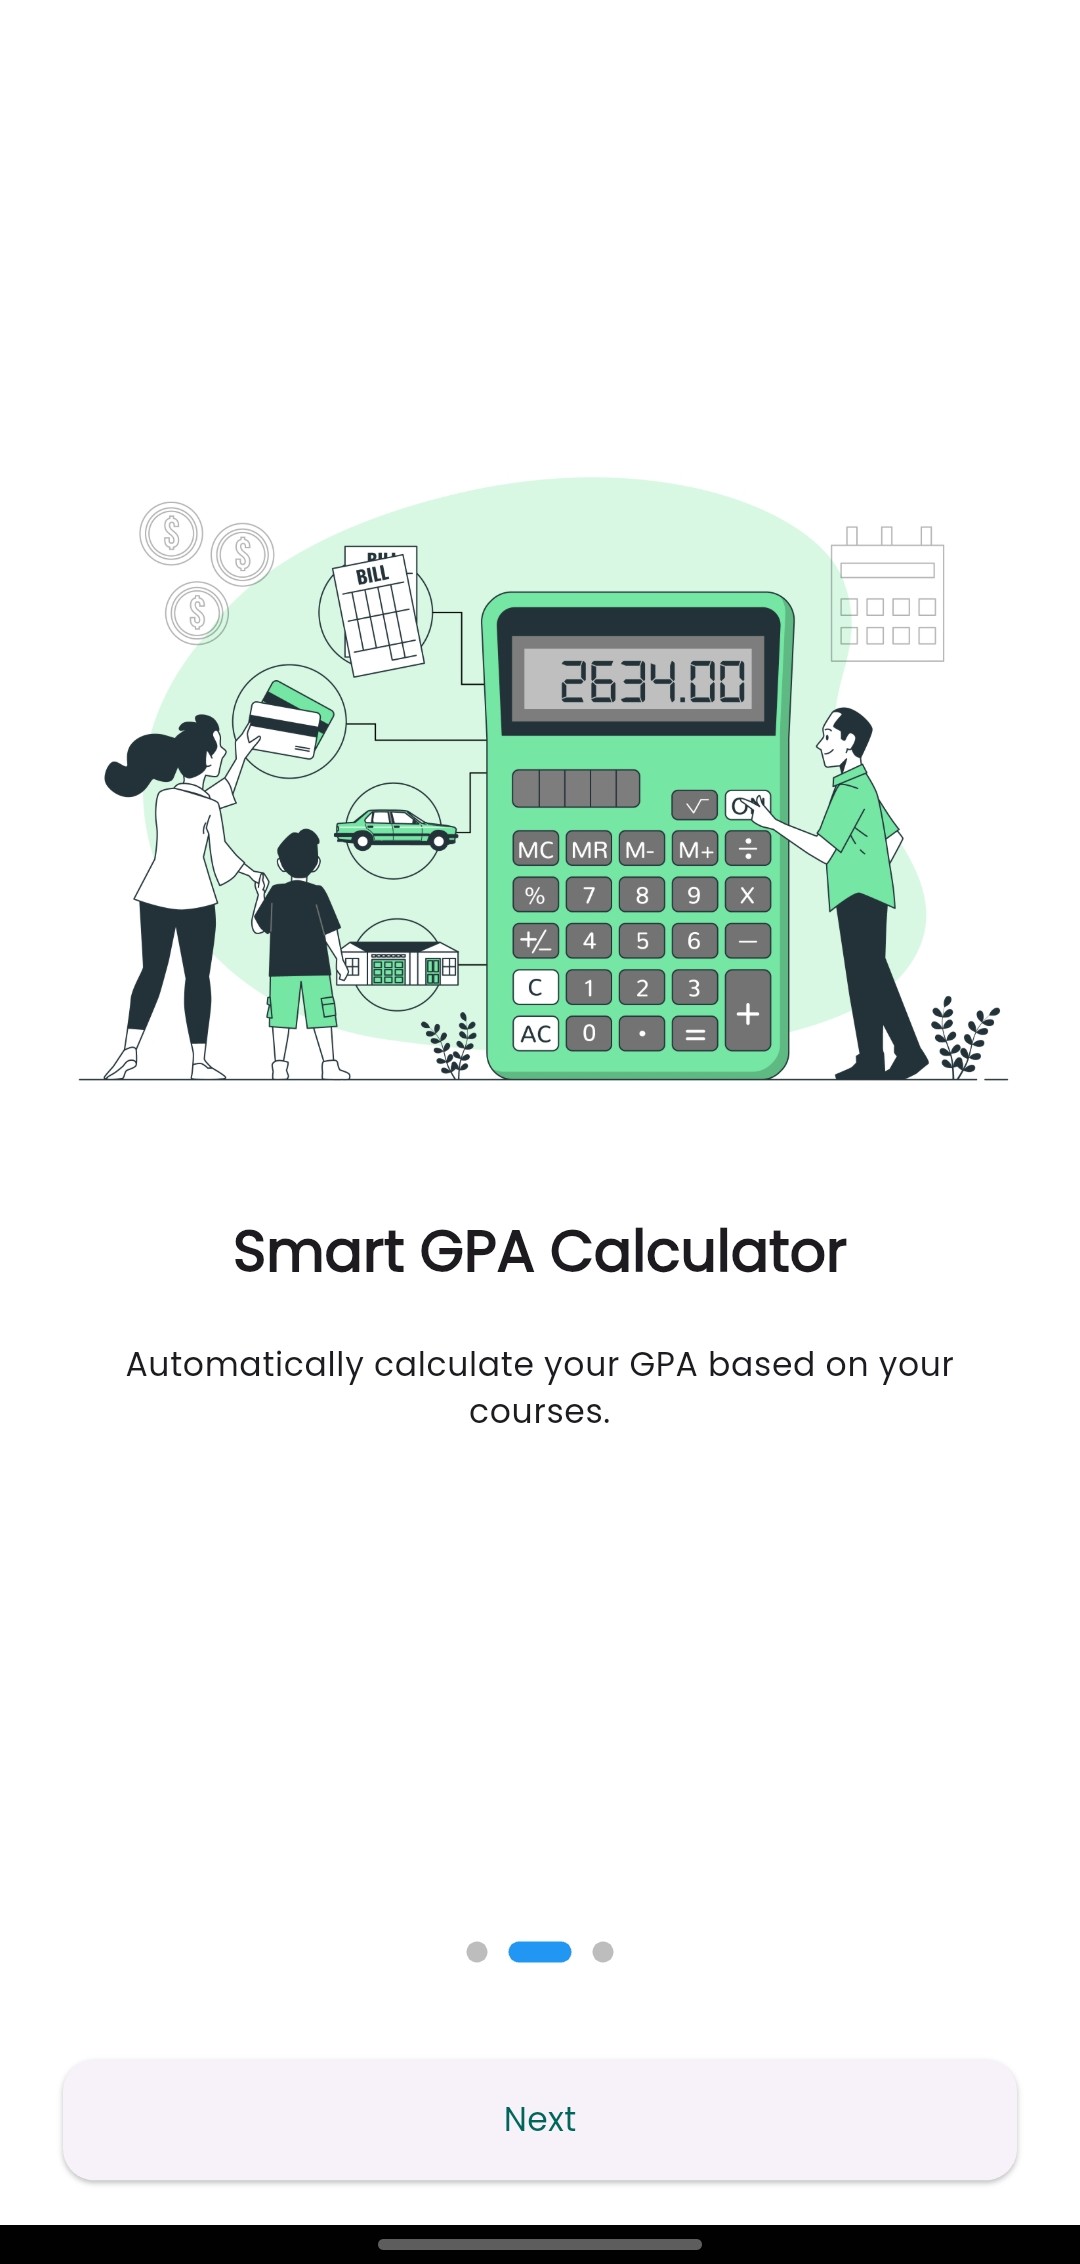 BILL
BILL
2634.00
√ ON
MC MR M- M+ ÷
% 7 8 9 X
+/- 4 5 6 −
C 1 2 3
+
AC 0 . =
Smart GPA Calculator
Automatically calculate your GPA based on your
courses.
Next